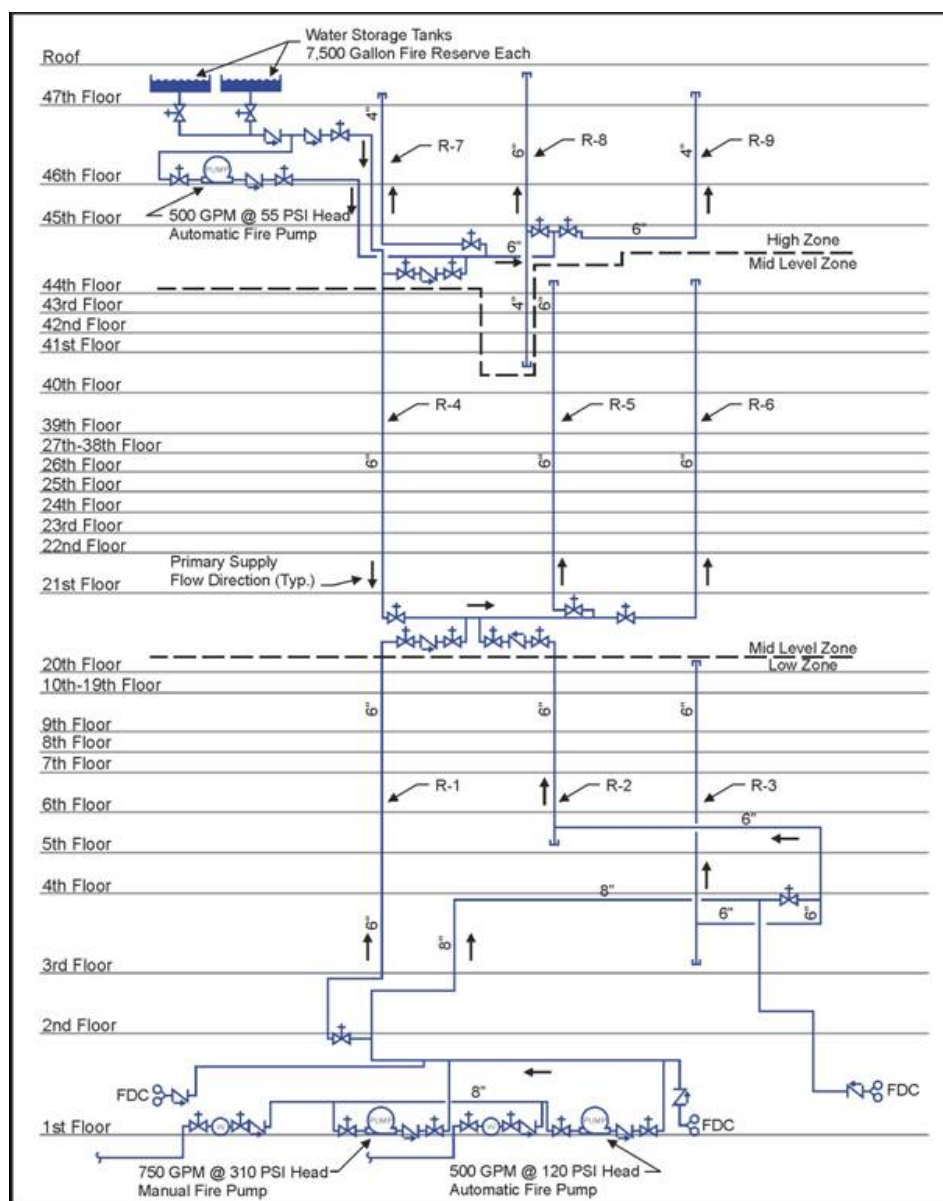 Water Storage Tanks
7,500 Gallon Fire Reserve Each
Roof
47th Floor
4"
6"
4"
R-7
R-8
R-9
PUMP
46th Floor
500 GPM @ 55 PSI Head
Automatic Fire Pump
45th Floor
6"
6"
High Zone
Mid Level Zone
44th Floor
43rd Floor
4"
6"
42nd Floor
41st Floor
40th Floor
R-4
R-5
R-6
39th Floor
27th-38th Floor
26th Floor
6"
6"
6"
25th Floor
24th Floor
23rd Floor
22nd Floor
Primary Supply
Flow Direction (Typ.)
21st Floor
Mid Level Zone
20th Floor
Low Zone
10th-19th Floor
6"
6"
6"
9th Floor
8th Floor
7th Floor
R-1
R-2
R-3
6th Floor
6"
5th Floor
4th Floor
8"
6"
6"
6"
8"
3rd Floor
2nd Floor
FDC
8"
FDC
FDC
1st Floor
PUMP
PUMP
750 GPM @ 310 PSI Head
Manual Fire Pump
500 GPM @ 120 PSI Head
Automatic Fire Pump